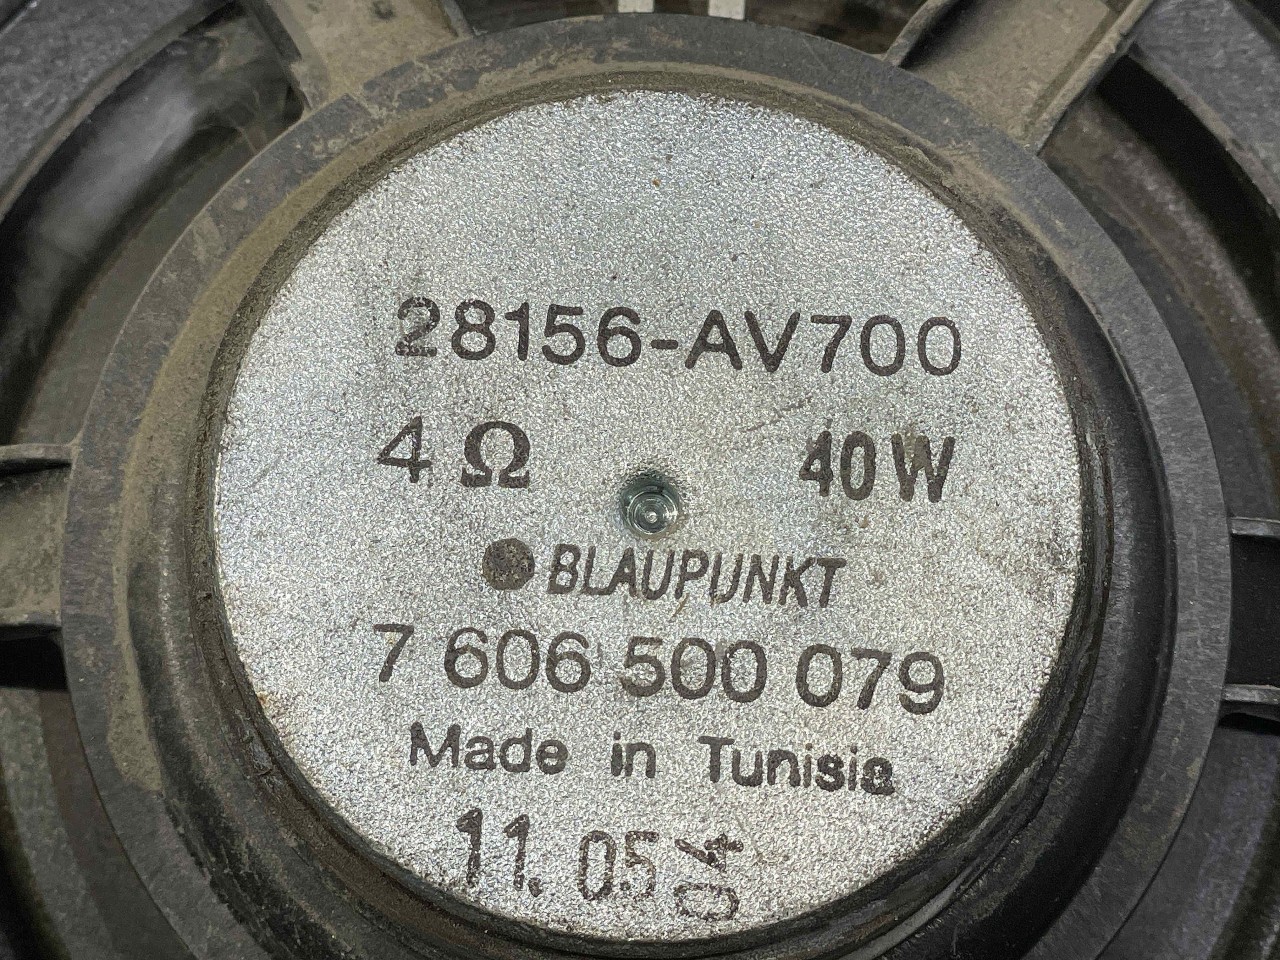 28156-AV700
4 Ω 40W
BLAUPUNKT
7 606 500 079
Made in Tunisia
11. 05 04